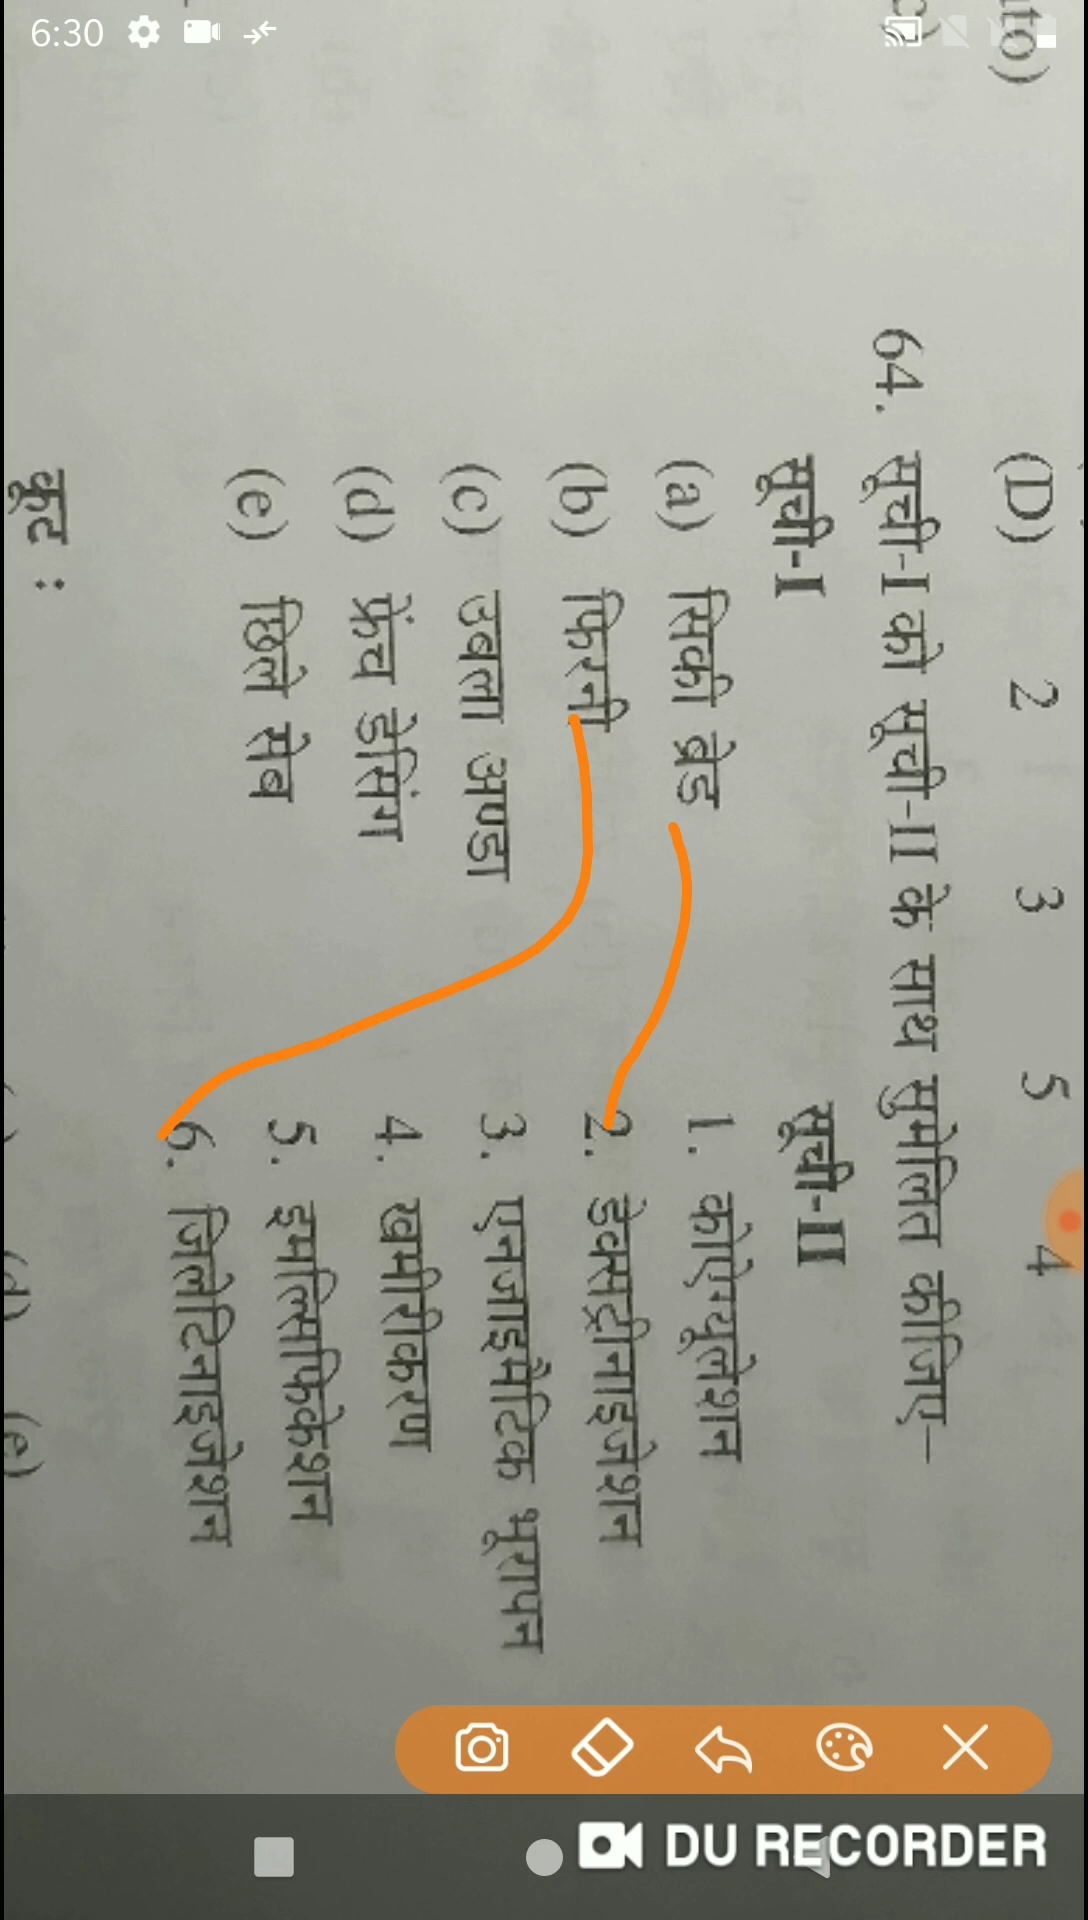 6:30
(D) 2 3 5 4
64. सूची-I को सूची-II के साथ सुमेलित कीजिए–
सूची-I सूची-II
(a) सिकी ब्रेड 1. कोएग्यूलेशन
(b) फिरनी 2. डेक्सट्रीनाइजेशन
(c) उबला अण्डा 3. एनजाइमैटिक भूरापन
(d) फ्रेंच ड्रेसिंग 4. खमीरीकरण
(e) छिले सेब 5. इमल्सिफिकेशन
6. जिलेटिनाइजेशन
कूट :
(d) (e)
DU RECORDER